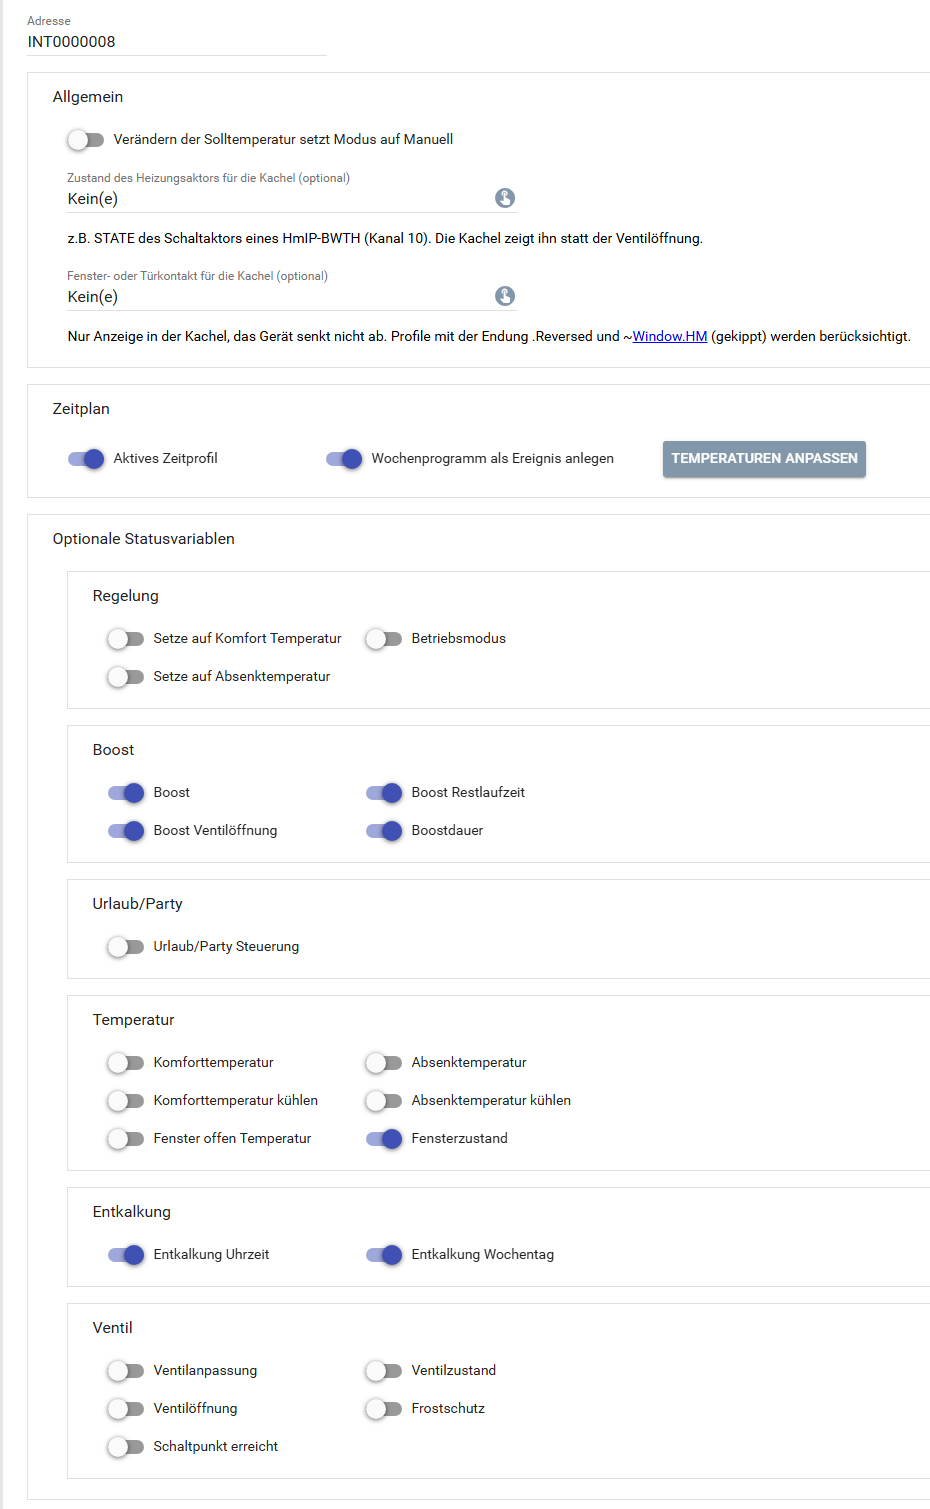 Adresse
INT0000008
Allgemein
Verändern der Solltemperatur setzt Modus auf Manuell
Zustand des Heizungsaktors für die Kachel (optional)
Kein(e)
z.B. STATE des Schaltaktors eines HmIP-BWTH (Kanal 10). Die Kachel zeigt ihn statt der Ventilöffnung.
Fenster- oder Türkontakt für die Kachel (optional)
Kein(e)
Nur Anzeige in der Kachel, das Gerät senkt nicht ab. Profile mit der Endung .Reversed und ~Window.HM (gekippt) werden berücksichtigt.
Zeitplan
Aktives Zeitprofil Wochenprogramm als Ereignis anlegen TEMPERATUREN ANPASSEN
Optionale Statusvariablen
Regelung
Setze auf Komfort Temperatur Betriebsmodus
Setze auf Absenktemperatur
Boost
Boost Boost Restlaufzeit
Boost Ventilöffnung Boostdauer
Urlaub/Party
Urlaub/Party Steuerung
Temperatur
Komforttemperatur Absenktemperatur
Komforttemperatur kühlen Absenktemperatur kühlen
Fenster offen Temperatur Fensterzustand
Entkalkung
Entkalkung Uhrzeit Entkalkung Wochentag
Ventil
Ventilanpassung Ventilzustand
Ventilöffnung Frostschutz
Schaltpunkt erreicht